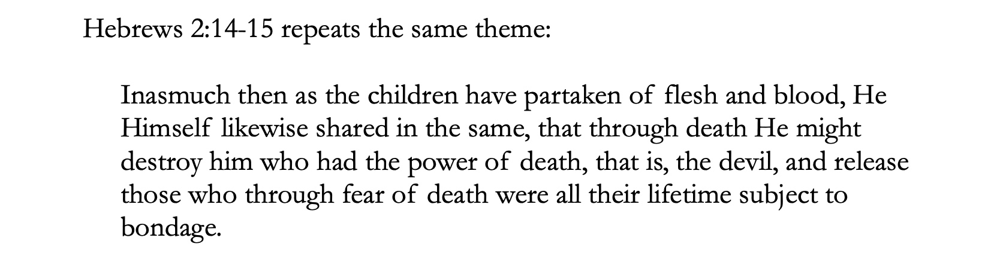 Hebrews 2:14-15 repeats the same theme:
Inasmuch then as the children have partaken of flesh and blood, He
Himself likewise shared in the same, that through death He might
destroy him who had the power of death, that is, the devil, and release
those who through fear of death were all their lifetime subject to
bondage.